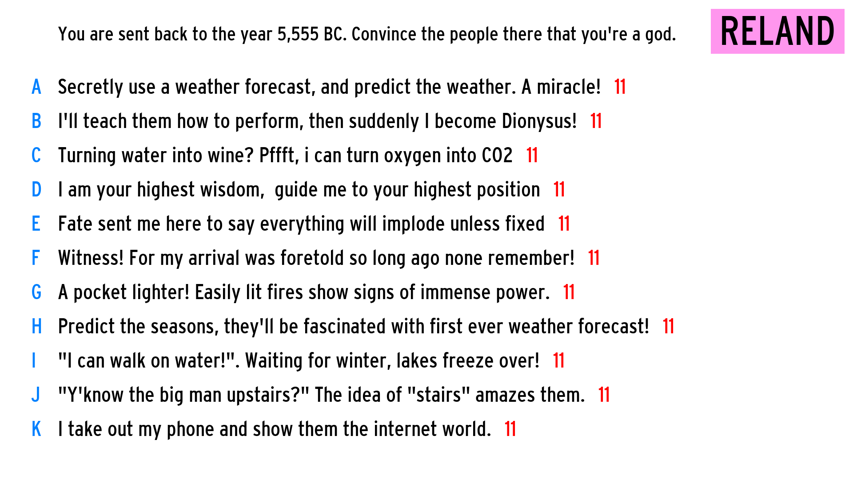 You are sent back to the year 5,555 BC. Convince the people there that you're a god.
RELAND
A Secretly use a weather forecast, and predict the weather. A miracle! 11
B I'll teach them how to perform, then suddenly I become Dionysus! 11
C Turning water into wine? Pffft, i can turn oxygen into CO2 11
D I am your highest wisdom, guide me to your highest position 11
E Fate sent me here to say everything will implode unless fixed 11
F Witness! For my arrival was foretold so long ago none remember! 11
G A pocket lighter! Easily lit fires show signs of immense power. 11
H Predict the seasons, they'll be fascinated with first ever weather forecast! 11
I "I can walk on water!". Waiting for winter, lakes freeze over! 11
J "Y'know the big man upstairs?" The idea of "stairs" amazes them. 11
K I take out my phone and show them the internet world. 11